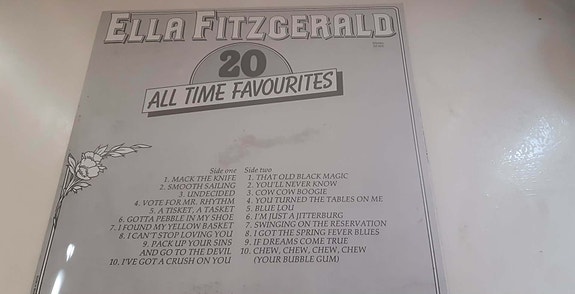 ELLA FITZGERALD
20
ALL TIME FAVOURITES
Side one
1. MACK THE KNIFE
2. SMOOTH SAILING
3. UNDECIDED
4. VOTE FOR MR. RHYTHM
5. A TISKET, A TASKET
6. GOTTA PEBBLE IN MY SHOE
7. I FOUND MY YELLOW BASKET
8. I CAN'T STOP LOVING YOU
9. PACK UP YOUR SINS
AND GO TO THE DEVIL
10. I'VE GOT A CRUSH ON YOU
Side two
1. THAT OLD BLACK MAGIC
2. YOU'LL NEVER KNOW
3. COW COW BOOGIE
4. YOU TURNED THE TABLES ON ME
5. BLUE LOU
6. I'M JUST A JITTERBURG
7. SWINGING ON THE RESERVATION
8. I GOT THE SPRING FEVER BLUES
9. IF DREAMS COME TRUE
10. CHEW, CHEW, CHEW, CHEW
(YOUR BUBBLE GUM)